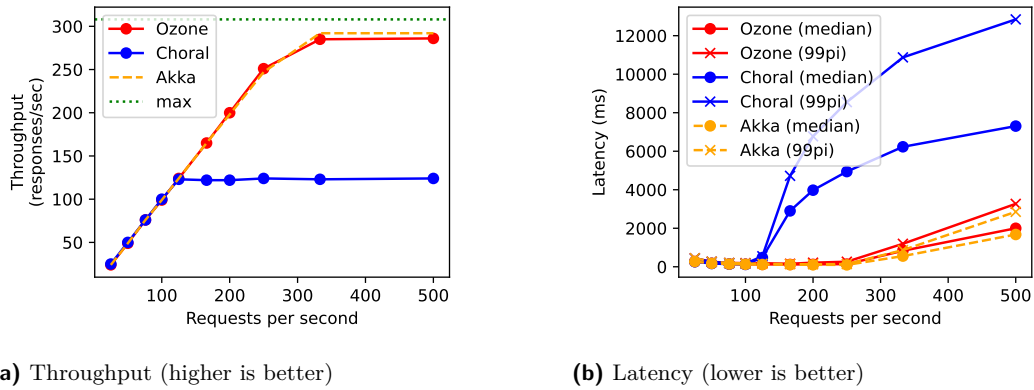 Ozone
Choral
Akka
max
300
250
200
150
100
50
Throughput
(responses/sec)
100
200
300
400
500
Requests per second
a) Throughput (higher is better)
Ozone (median)
Ozone (99pi)
Choral (median)
Choral (99pi)
Akka (median)
Akka (99pi)
12000
10000
8000
6000
4000
2000
0
Latency (ms)
100
200
300
400
500
Requests per second
(b) Latency (lower is better)